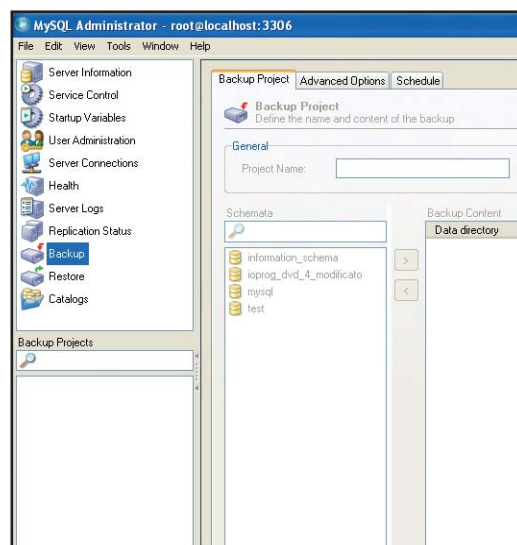 MySQL Administrator - root@localhost:3306
File Edit View Tools Window Help
Server Information
Service Control
Startup Variables
User Administration
Server Connections
Health
Server Logs
Replication Status
Backup
Restore
Catalogs
Backup Projects
Backup Project Advanced Options Schedule
Backup Project
Define the name and content of the backup
General
Project Name:
Schemata
information_schema
ioprog_dvd_4_modificato
mysql
test
>
<
Backup Content
Data directory